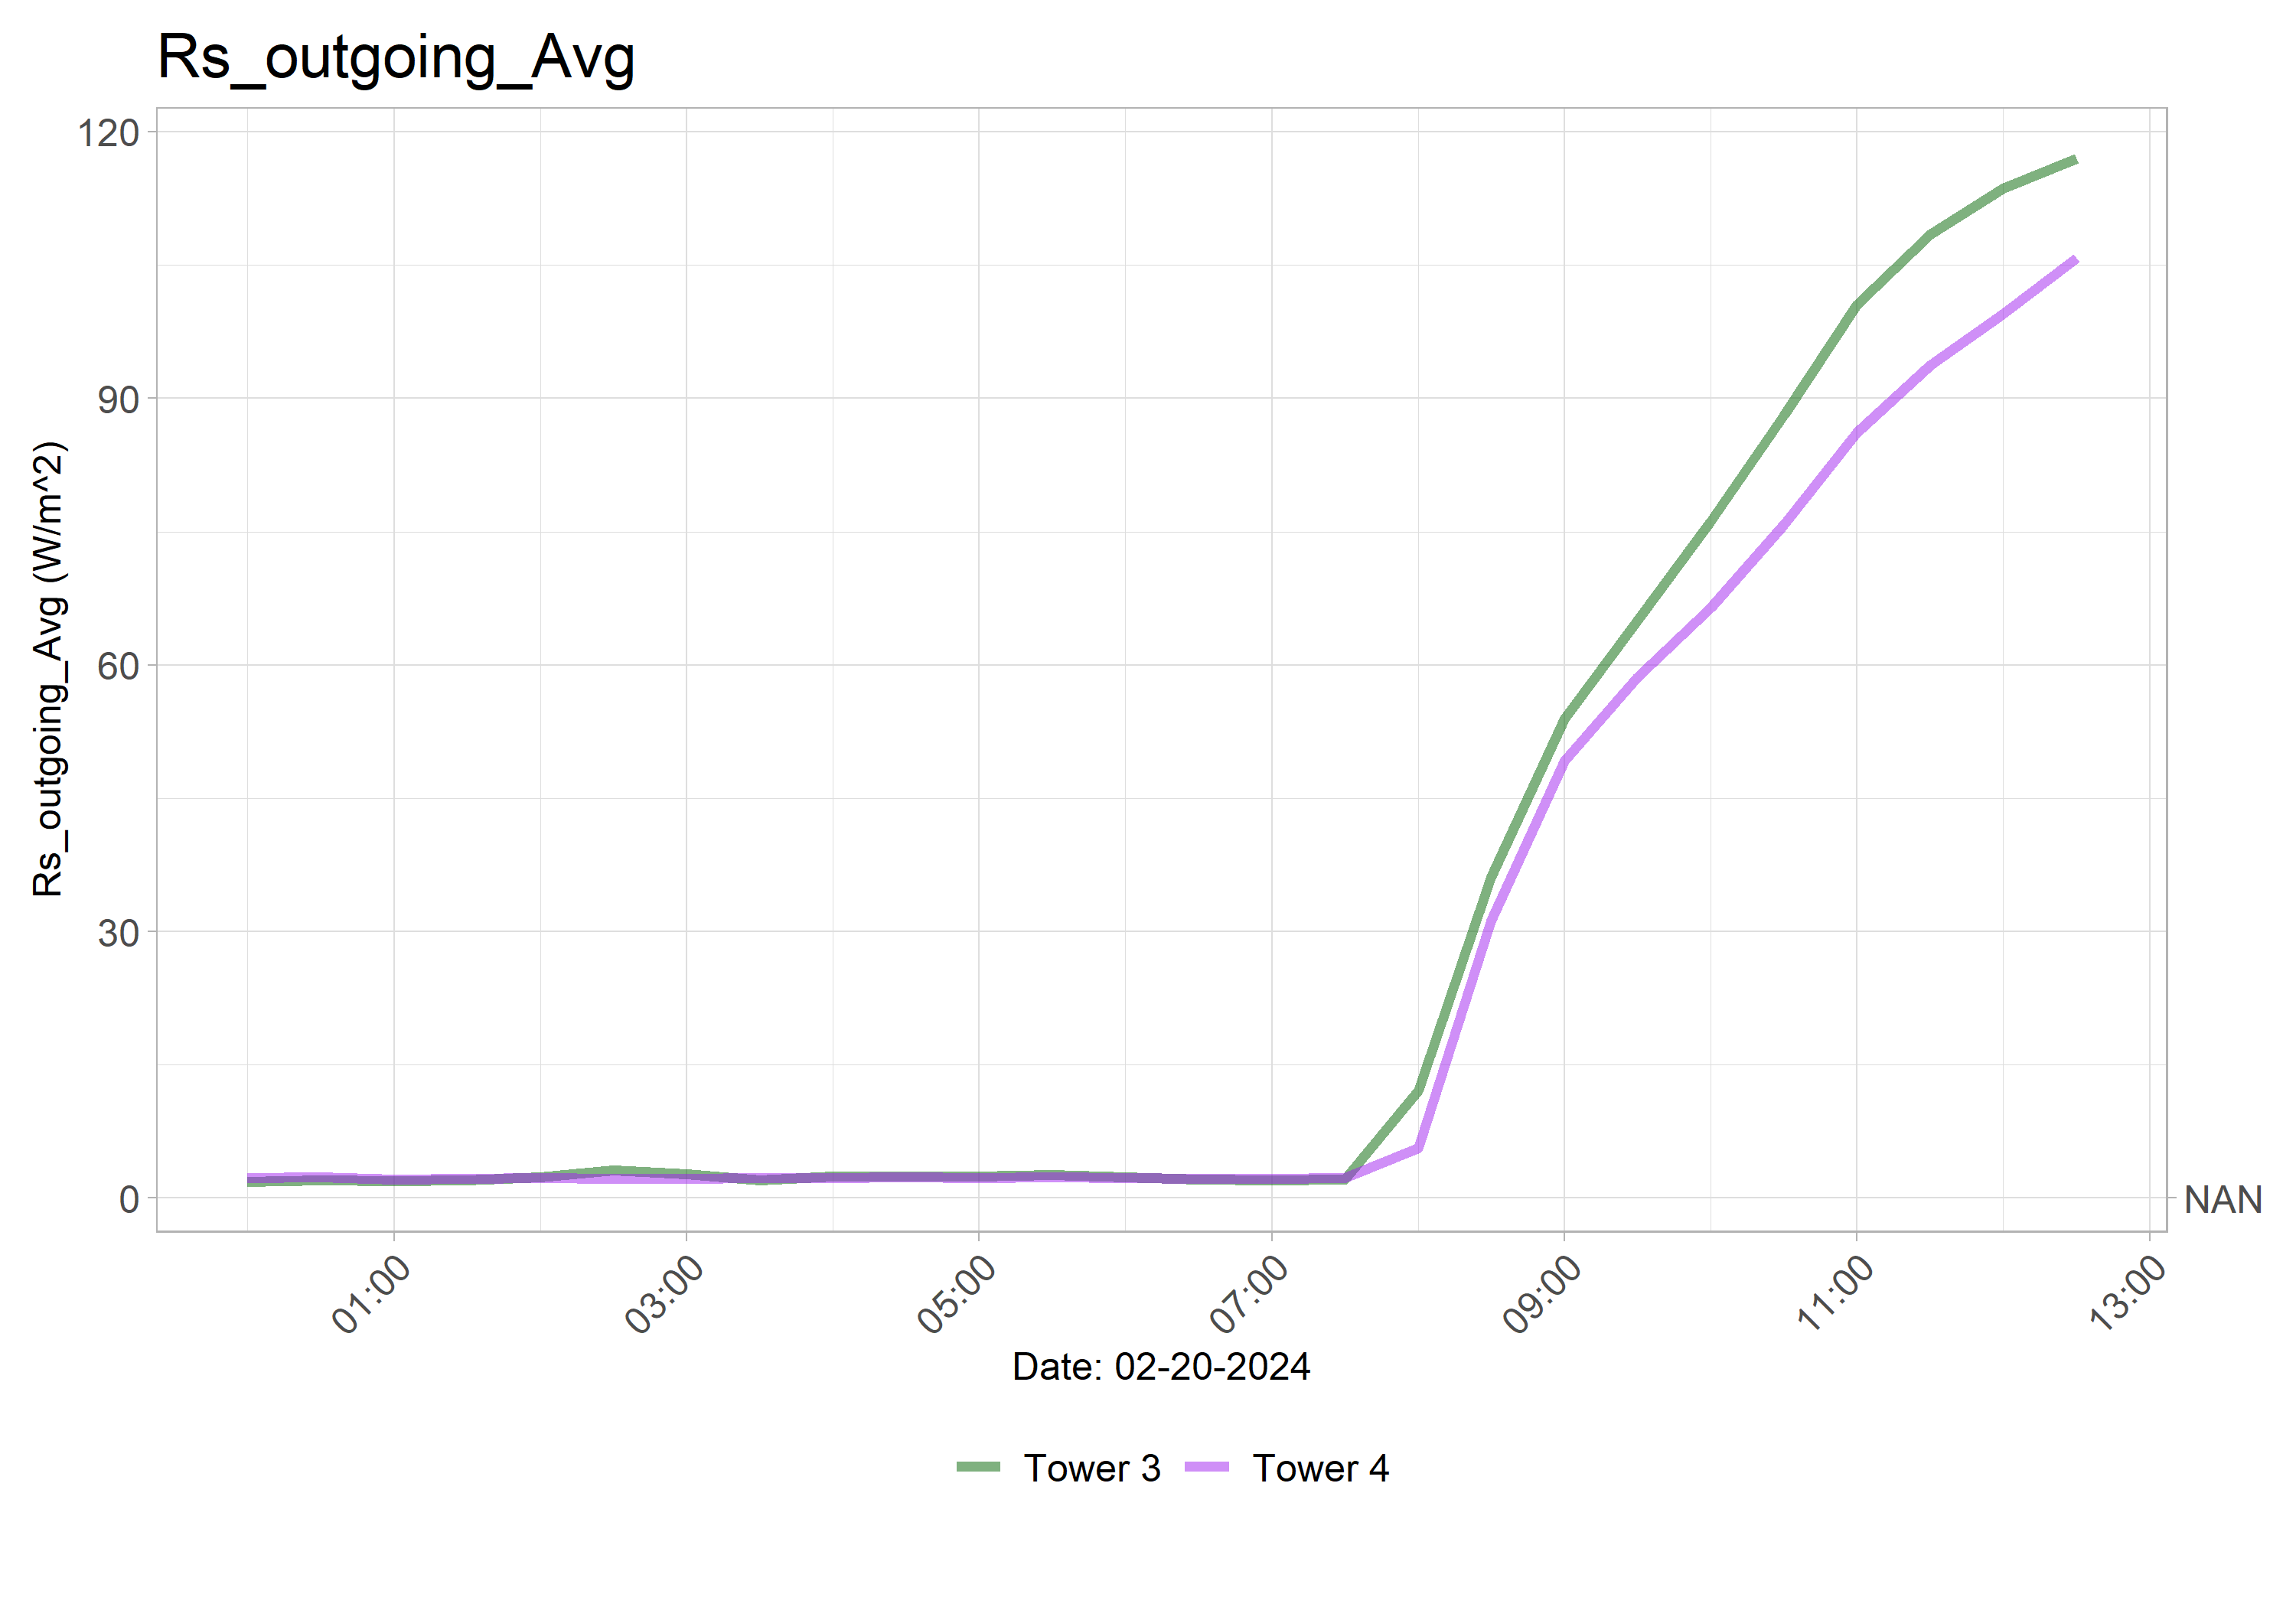 Rs_outgoing_Avg
120
90
60
30
0
Rs_outgoing_Avg (W/m^2)
NAN
01:00
03:00
05:00
07:00
09:00
11:00
13:00
Date: 02-20-2024
Tower 3
Tower 4